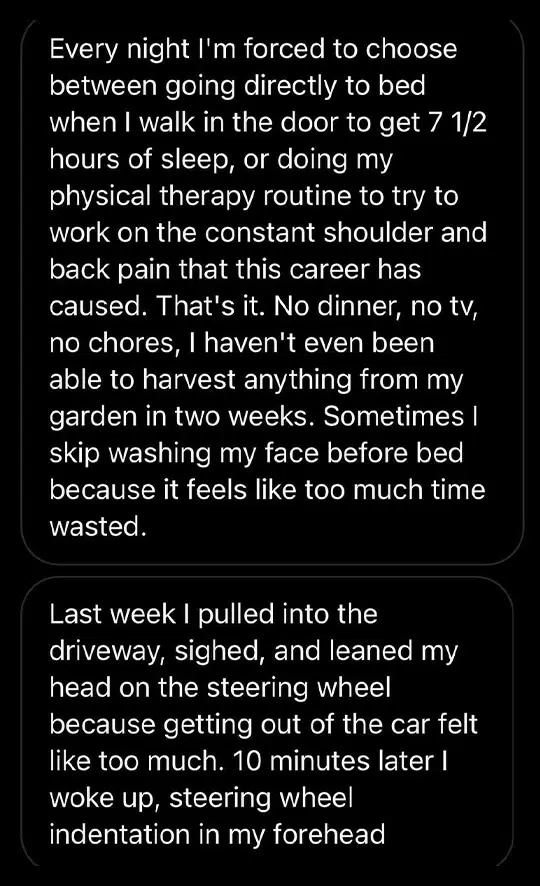 Every night I'm forced to choose
between going directly to bed
when I walk in the door to get 7 1/2
hours of sleep, or doing my
physical therapy routine to try to
work on the constant shoulder and
back pain that this career has
caused. That's it. No dinner, no tv,
no chores, I haven't even been
able to harvest anything from my
garden in two weeks. Sometimes I
skip washing my face before bed
because it feels like too much time
wasted.
Last week I pulled into the
driveway, sighed, and leaned my
head on the steering wheel
because getting out of the car felt
like too much. 10 minutes later I
woke up, steering wheel
indentation in my forehead